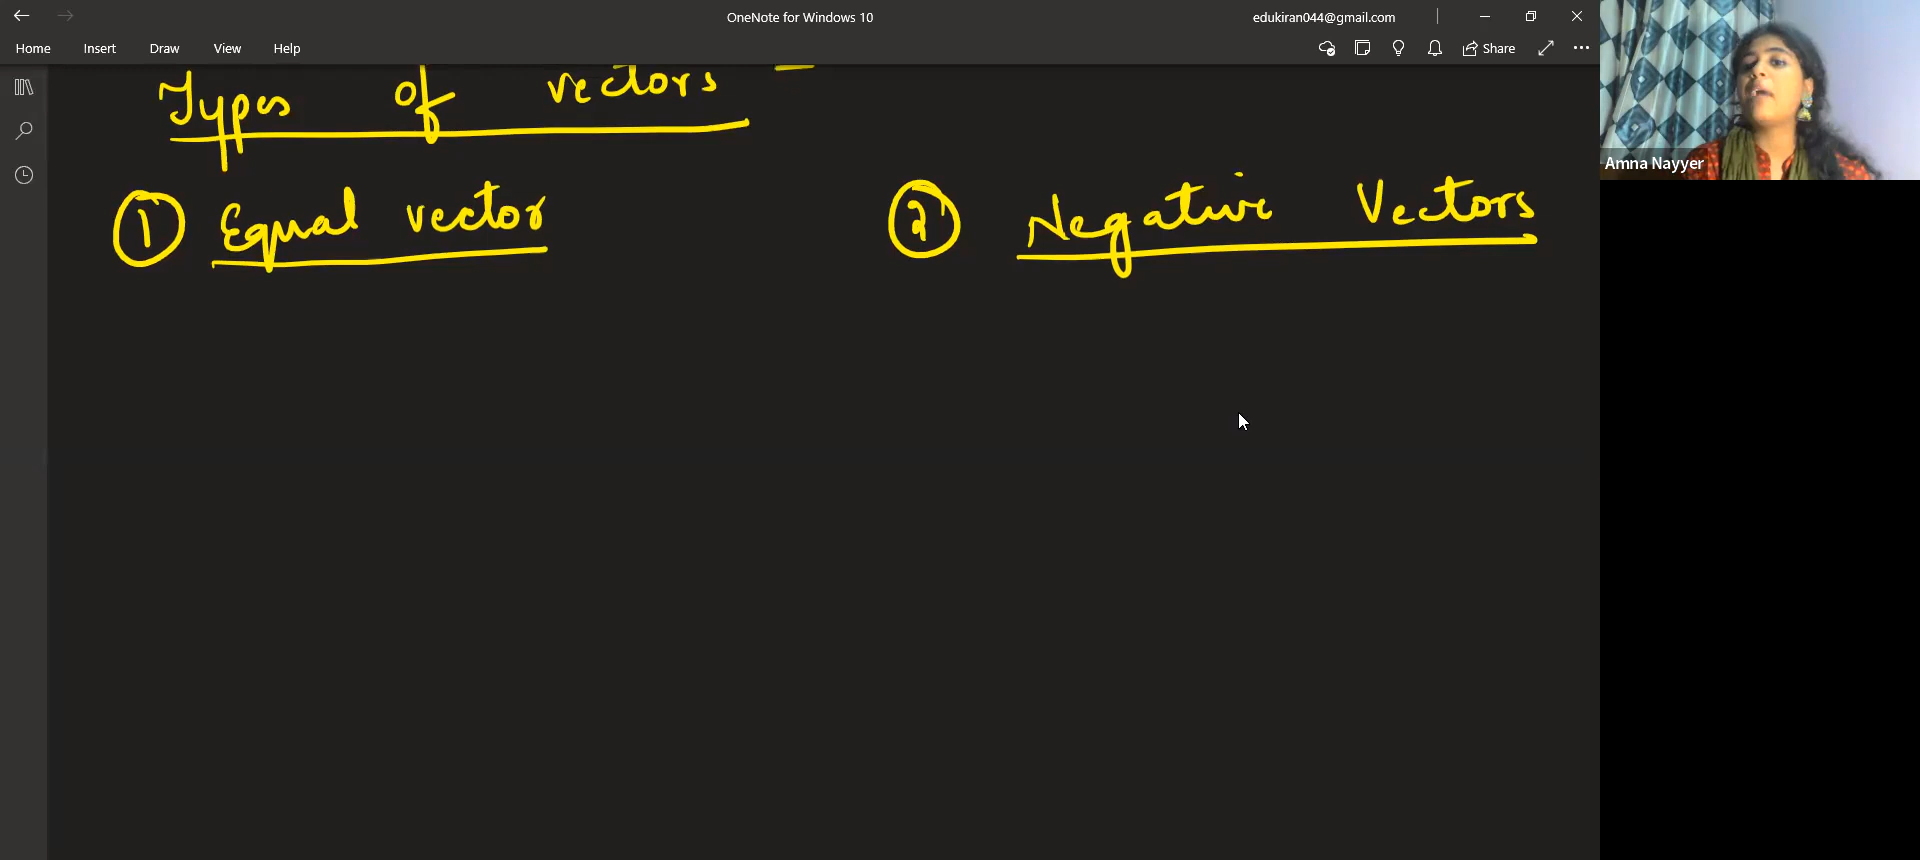 OneNote for Windows 10
edukiran044@gmail.com
Home Insert Draw View Help
Share
Types of vectors
Amna Nayyer
① Equal vector
② Negative Vectors